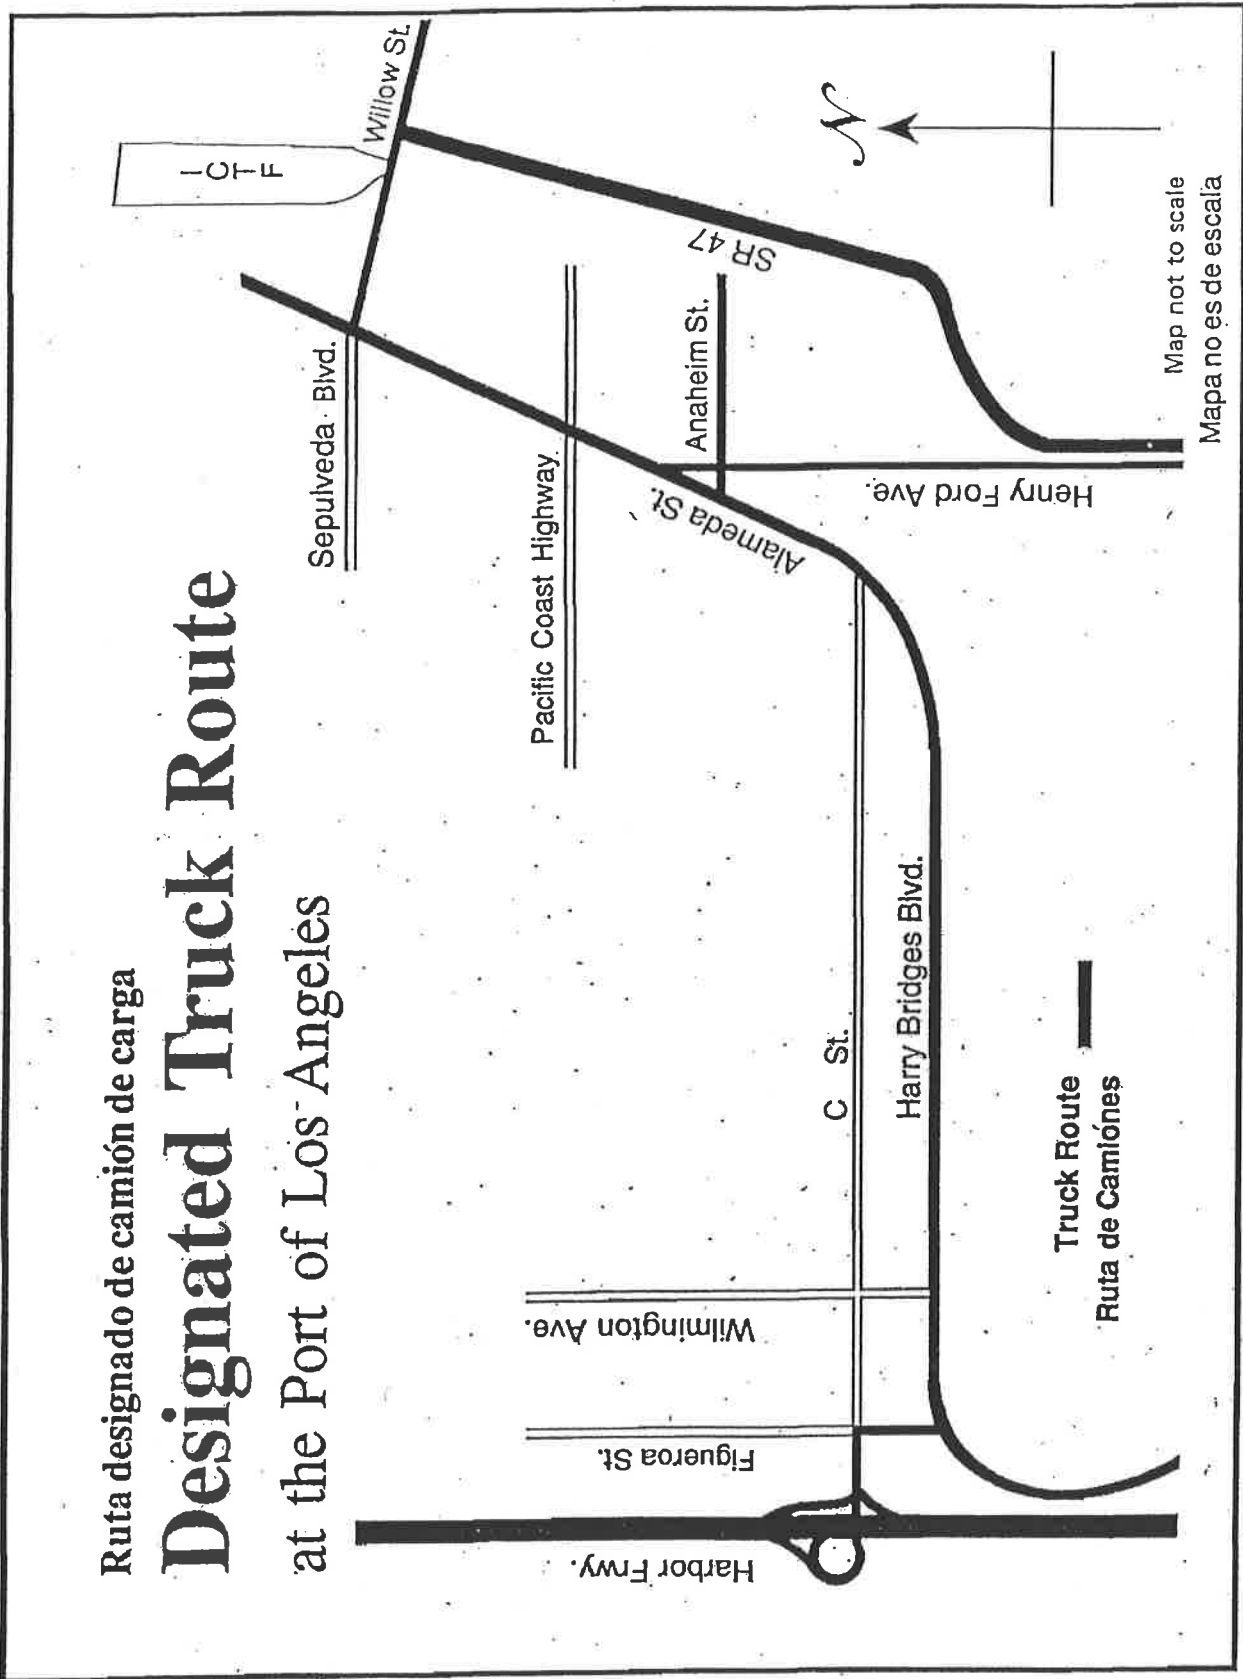 Ruta designado de camión de carga
Designated Truck Route
at the Port of Los Angeles
ICTF
Willow St.
Sepulveda Blvd.
Pacific Coast Highway
SR 47
Anaheim St.
Alameda St.
Henry Ford Ave.
N
C St.
Harry Bridges Blvd.
Wilmington Ave.
Figueroa St.
Harbor Frwy.
Truck Route
Ruta de Camiónes
Map not to scale
Mapa no es de escala